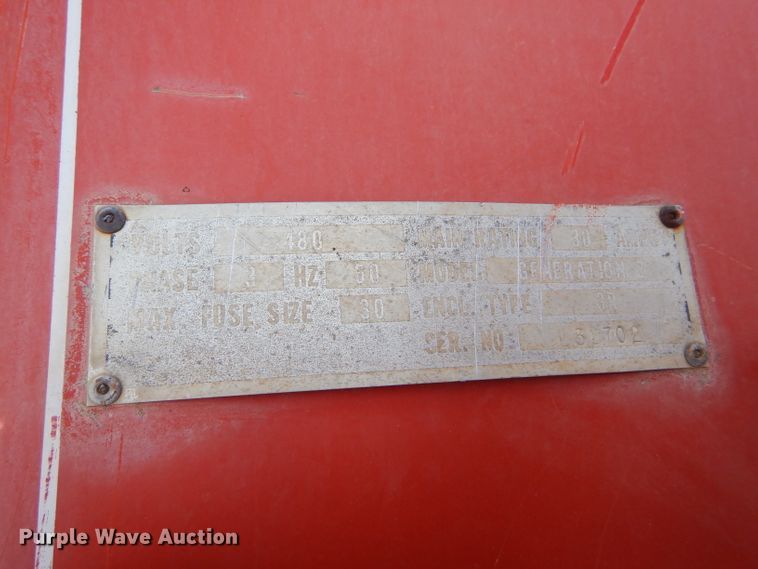 VOLTS 480 MAIN RATING 30 AMPS
PHASE 3 HZ 60 MODEL GENERATION
MAX. FUSE SIZE 30 ENCL. TYPE 3R
SER. NO.
Purple Wave Auction